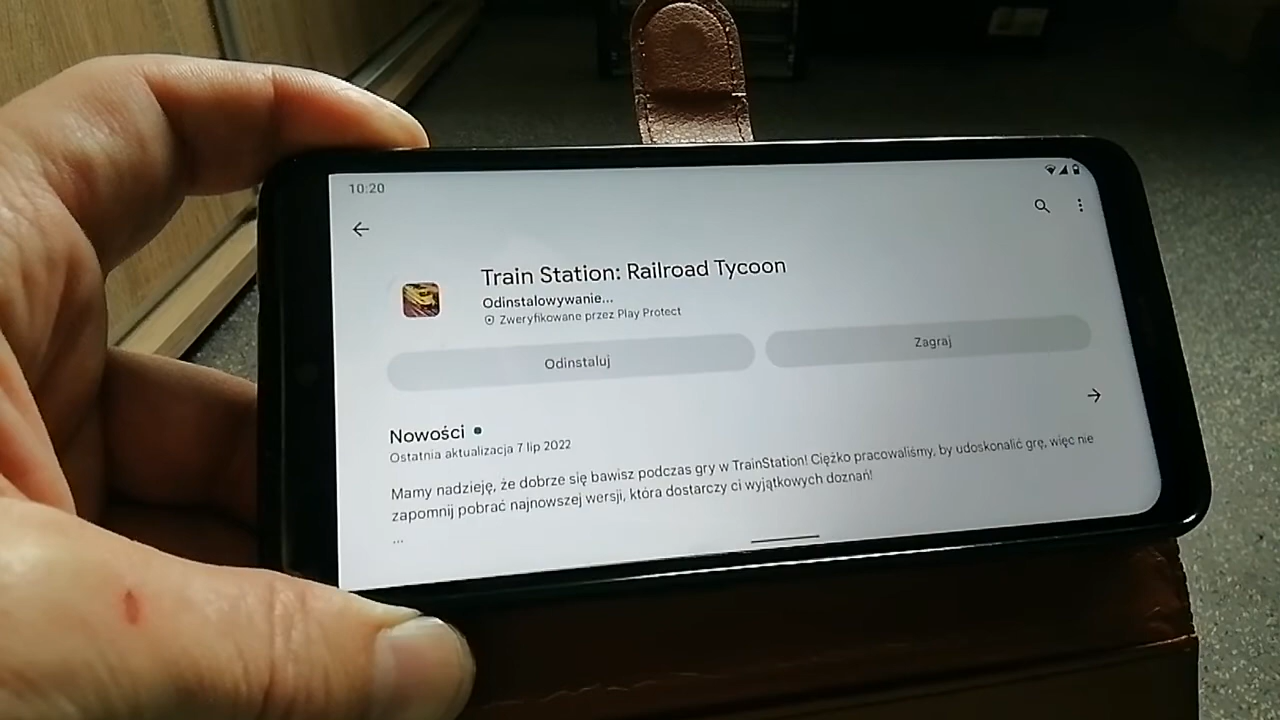 10:20
Train Station: Railroad Tycoon
Odinstalowywanie...
Zweryfikowane przez Play Protect
Odinstaluj
Zagraj
Nowości
Ostatnia aktualizacja 7 lip 2022
Mamy nadzieję, że dobrze się bawisz podczas gry w TrainStation! Ciężko pracowaliśmy, by udoskonalić grę, więc nie
zapomnij pobrać najnowszej wersji, która dostarczy ci wyjątkowych doznań!
...